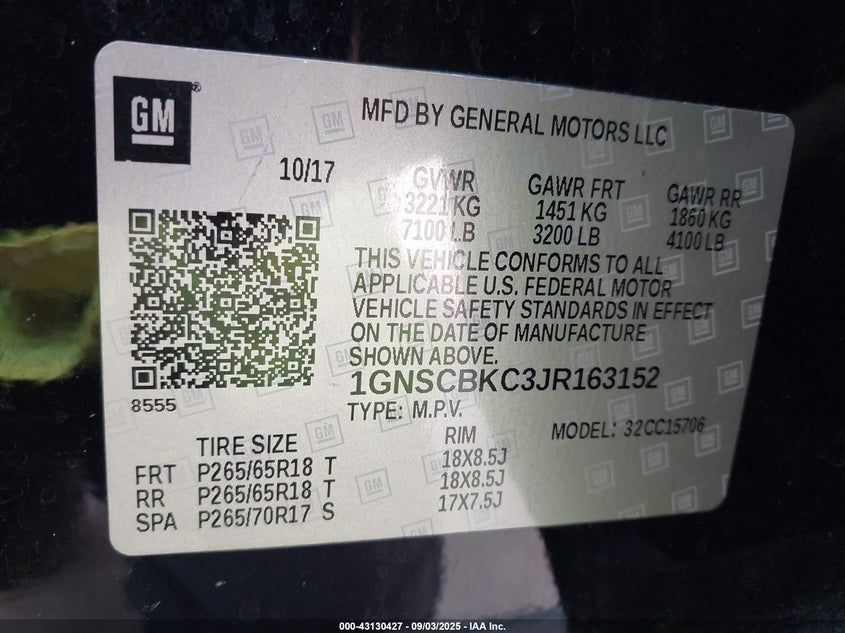 GM
MFD BY GENERAL MOTORS LLC
10/17
GVWR GAWR FRT GAWR RR
3221 KG 1451 KG 1860 KG
7100 LB 3200 LB 4100 LB
THIS VEHICLE CONFORMS TO ALL
APPLICABLE U.S. FEDERAL MOTOR
VEHICLE SAFETY STANDARDS IN EFFECT
ON THE DATE OF MANUFACTURE
SHOWN ABOVE.
1GNSCBKC3JR163152
8555
TYPE: M.P.V. MODEL: 32CC15706
TIRE SIZE RIM
FRT P265/65R18 T 18X8.5J
RR P265/65R18 T 18X8.5J
SPA P265/70R17 S 17X7.5J
000-43130427 - 09/03/2025 - IAA Inc.